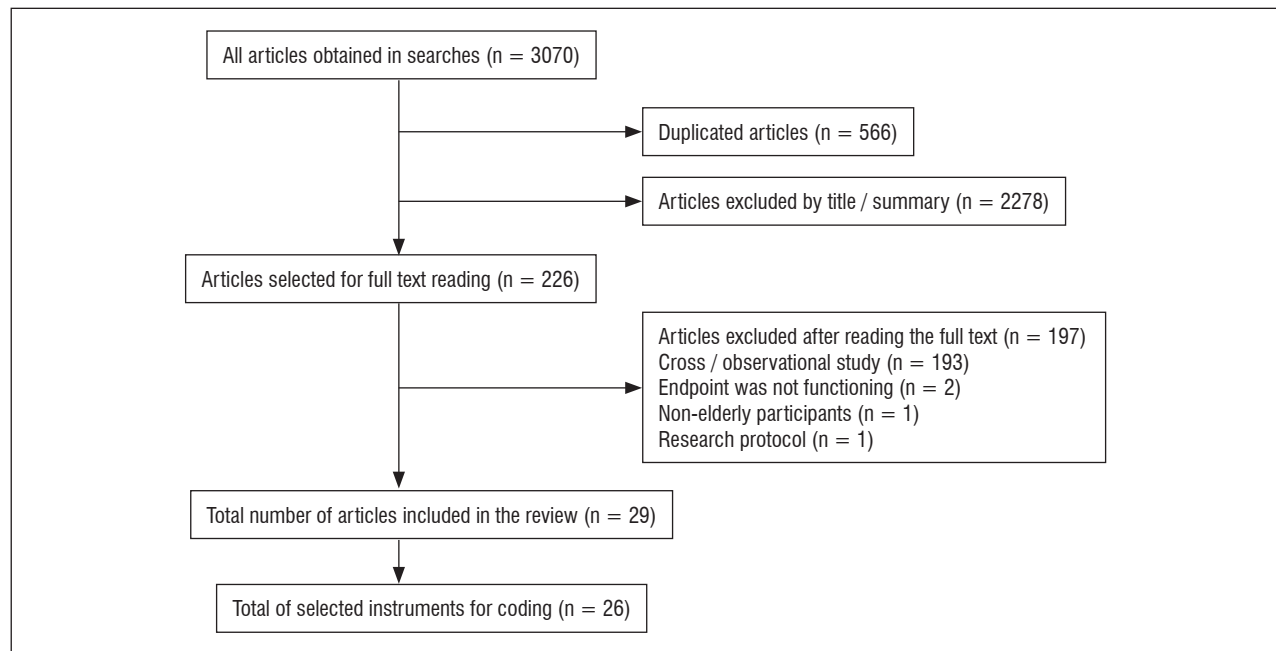 All articles obtained in searches (n = 3070)
Duplicated articles (n = 566)
Articles excluded by title / summary (n = 2278)
Articles selected for full text reading (n = 226)
Articles excluded after reading the full text (n = 197)
Cross / observational study (n = 193)
Endpoint was not functioning (n = 2)
Non-elderly participants (n = 1)
Research protocol (n = 1)
Total number of articles included in the review (n = 29)
Total of selected instruments for coding (n = 26)